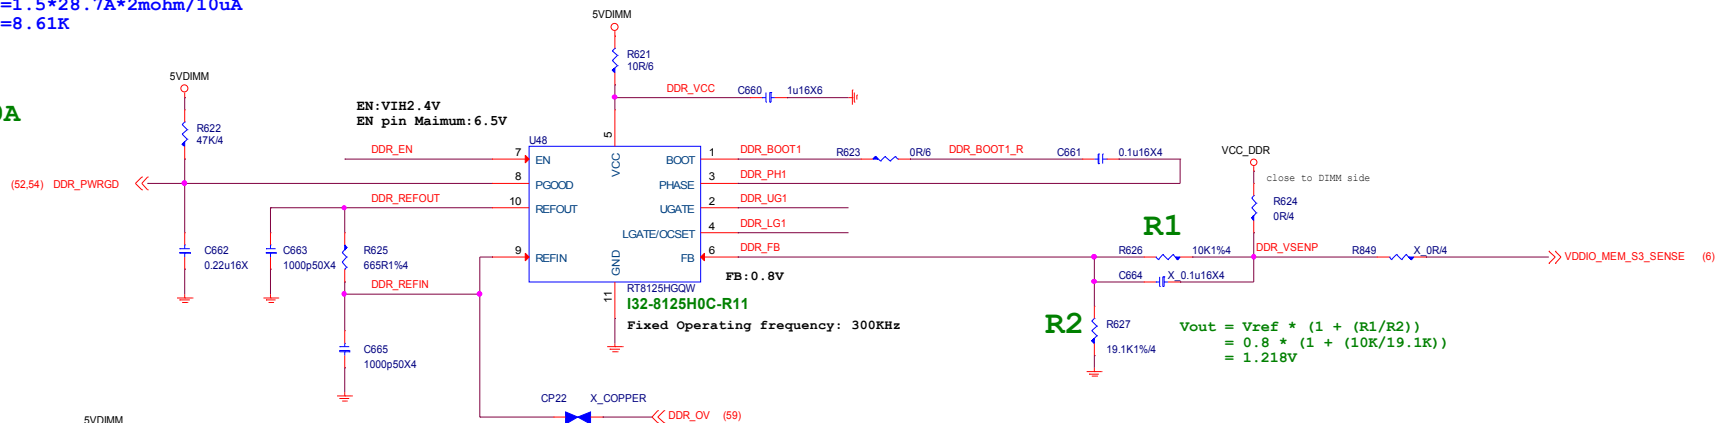 =1.5*28.7A*2mohm/10uA
=8.61K
5VDIMM
R621
10R/6
5VDIMM
DDR_VCC
C660
1u16X6
0A
EN:VIH2.4V
EN pin Maimum:6.5V
R622
47K/4
5
U48
DDR_EN
7
EN
VCC
BOOT
1
DDR_BOOT1
R623
0R/6
DDR_BOOT1_R
C661
0.1u16X4
VCC_DDR
(52,54)
DDR_PWRGD
8
PGOOD
PHASE
3
DDR_PH1
close to DIMM side
DDR_REFOUT
10
REFOUT
UGATE
2
DDR_UG1
R624
0R/4
LGATE/OCSET
4
DDR_LG1
R1
C662
0.22u16X
C663
1000p50X4
R625
665R1%4
9
REFIN
GND
FB
6
DDR_FB
R626
10K1%4
DDR_VSENP
R849
X_0R/4
VDDIO_MEM_S3_SENSE
(6)
FB:0.8V
C664
X_0.1u16X4
DDR_REFIN
11
RT8125HGQW
I32-8125H0C-R11
Fixed Operating frequency: 300KHz
R2
R627
19.1K1%/4
Vout = Vref * (1 + (R1/R2))
= 0.8 * (1 + (10K/19.1K))
= 1.218V
C665
1000p50X4
CP22
X_COPPER
DDR_OV
(59)
5VDIMM